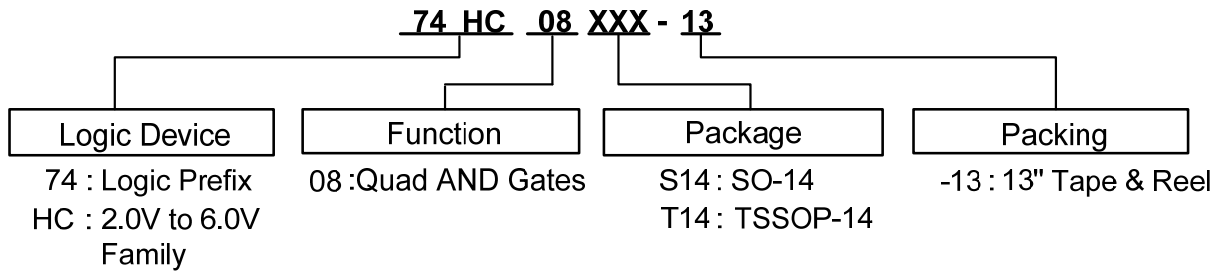 74 HC 08 XXX - 13
Logic Device
Function
Package
Packing
74 : Logic Prefix
HC : 2.0V to 6.0V
Family
08 :Quad AND Gates
S14 : SO-14
T14 : TSSOP-14
-13 : 13" Tape & Reel